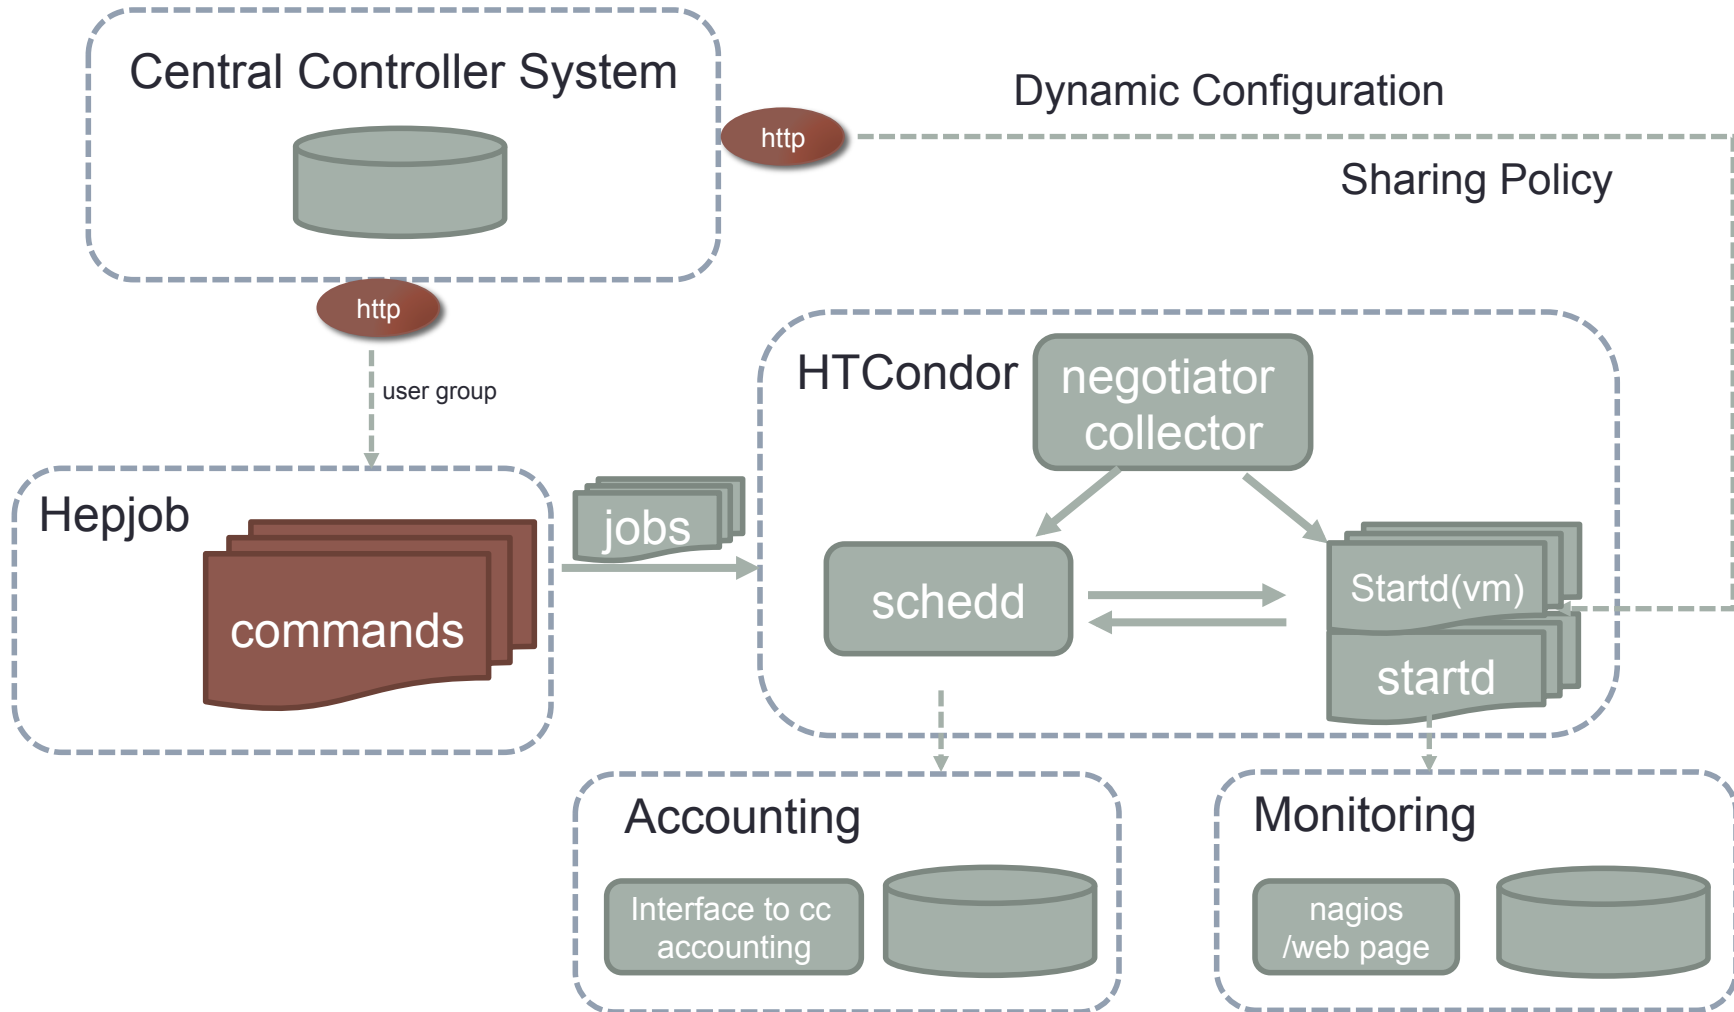 Central Controller System
http
Dynamic Configuration
Sharing Policy
http
user group
HTCondor
negotiator
collector
Hepjob
commands
jobs
schedd
Startd(vm)
startd
Accounting
Interface to cc
accounting
Monitoring
nagios
/web page